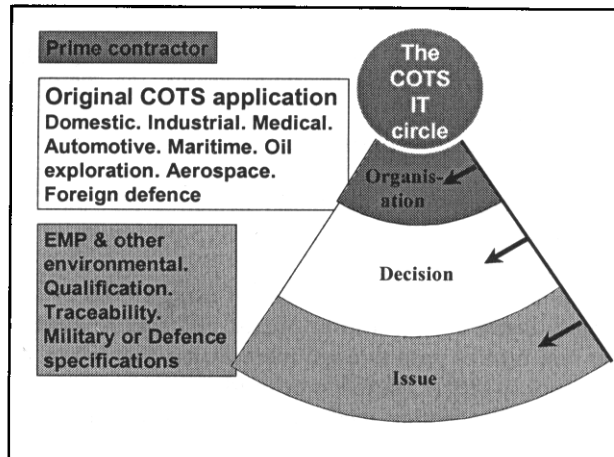 Prime contractor
Original COTS application
Domestic. Industrial. Medical.
Automotive. Maritime. Oil
exploration. Aerospace.
Foreign defence
EMP & other
environmental.
Qualification.
Traceability.
Military or Defence
specifications
The
COTS
IT
circle
Organis-
ation
Decision
Issue